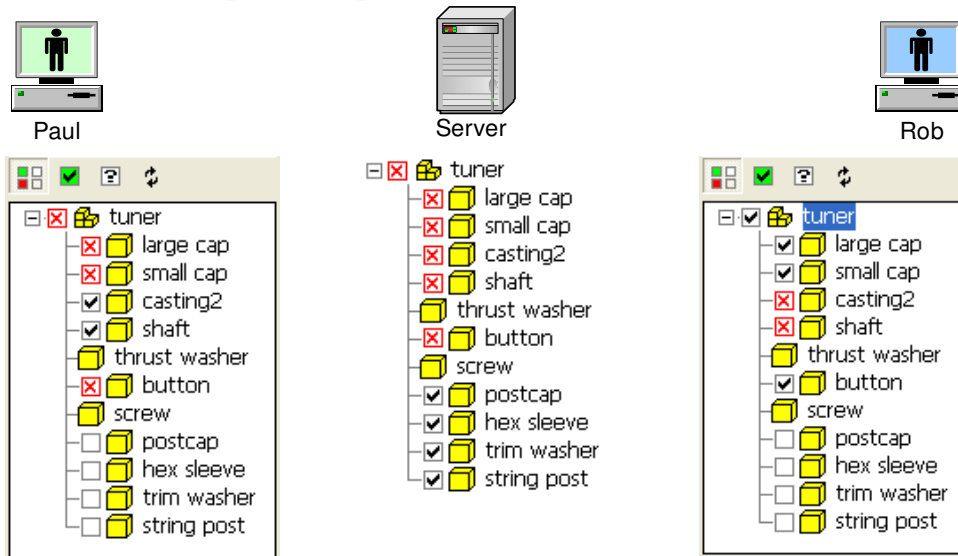 Paul
Server
Rob
tuner
large cap
small cap
casting2
shaft
thrust washer
button
screw
postcap
hex sleeve
trim washer
string post
tuner
large cap
small cap
casting2
shaft
thrust washer
button
screw
postcap
hex sleeve
trim washer
string post
tuner
large cap
small cap
casting2
shaft
thrust washer
button
screw
postcap
hex sleeve
trim washer
string post